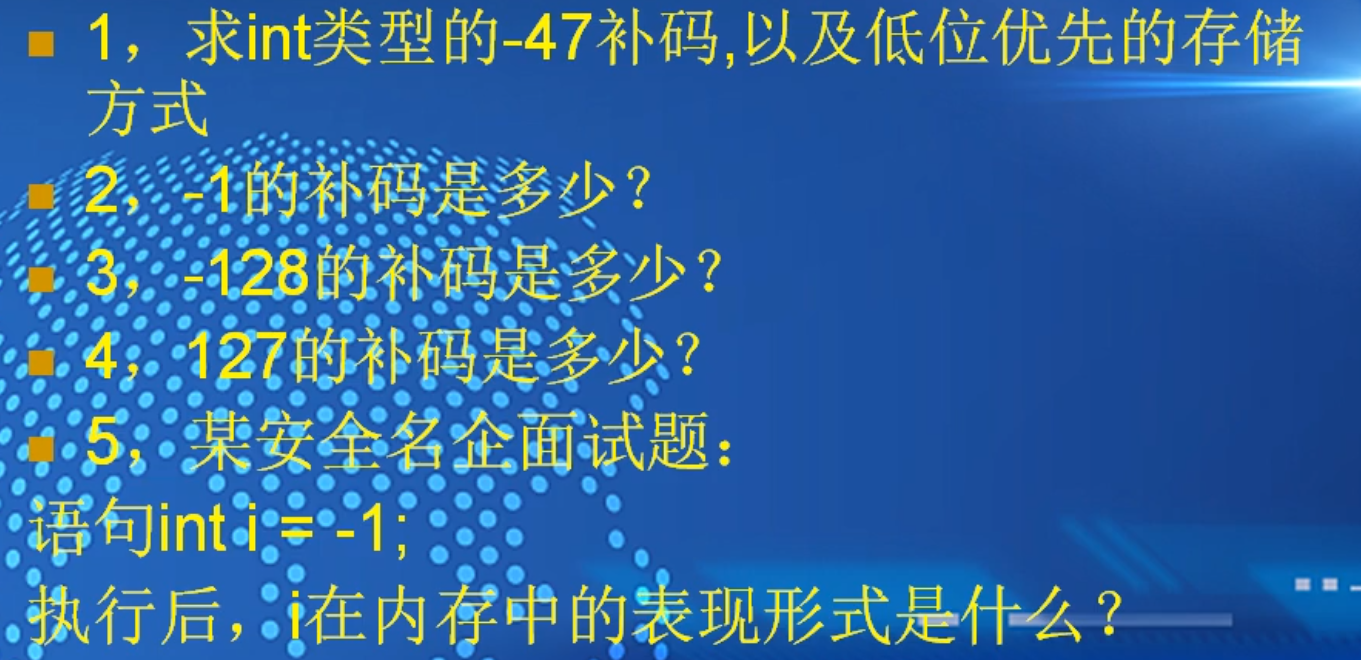 1，求int类型的-47补码,以及低位优先的存储
方式
2，-1的补码是多少？
3，-128的补码是多少？
4，127的补码是多少？
5，某安全名企面试题：
语句int i = -1;
执行后，i在内存中的表现形式是什么？